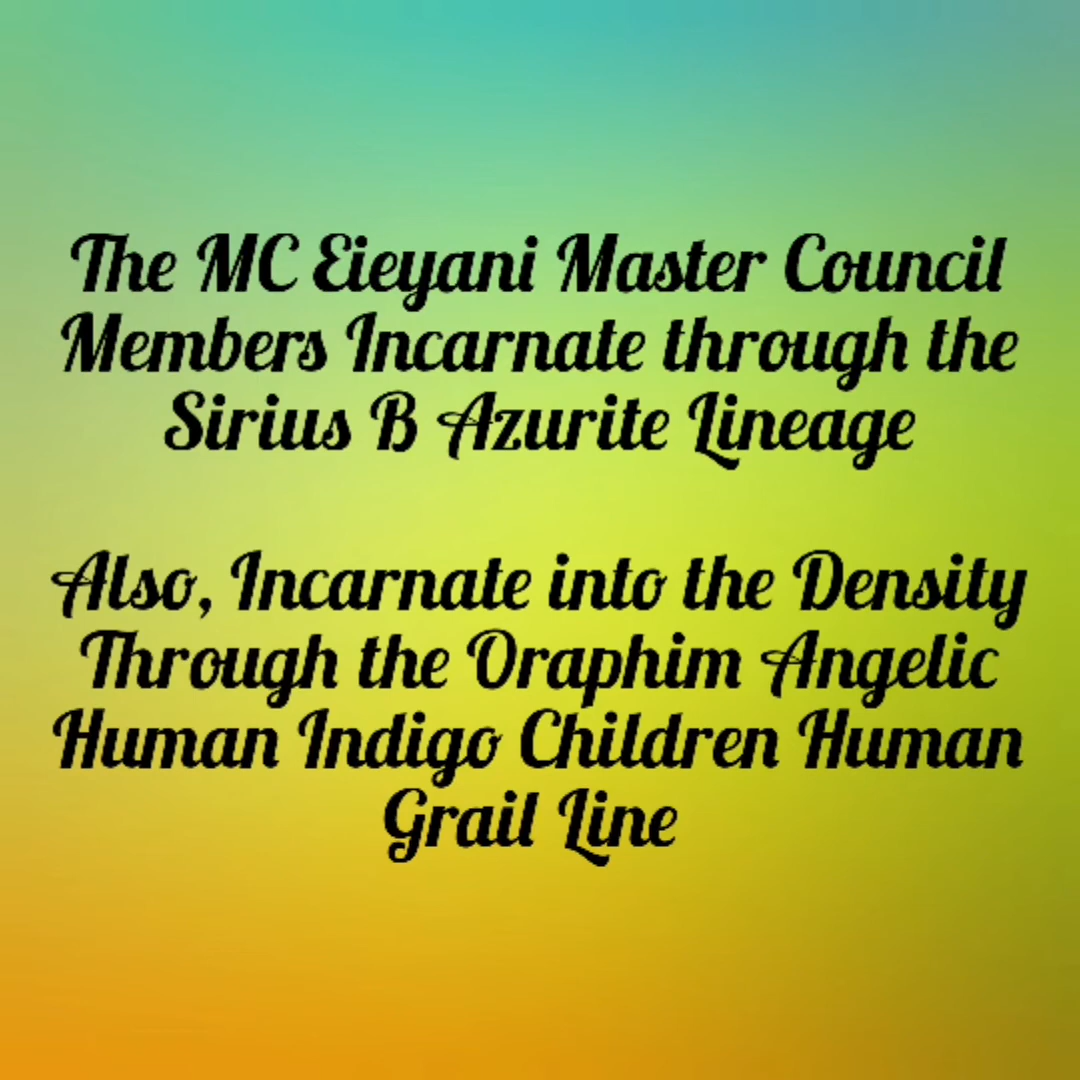 The MC Eieyani Master Council
Members Incarnate through the
Sirius B Azurite Lineage
Also, Incarnate into the Density
Through the Oraphim Angelic
Human Indigo Children Human
Grail Line